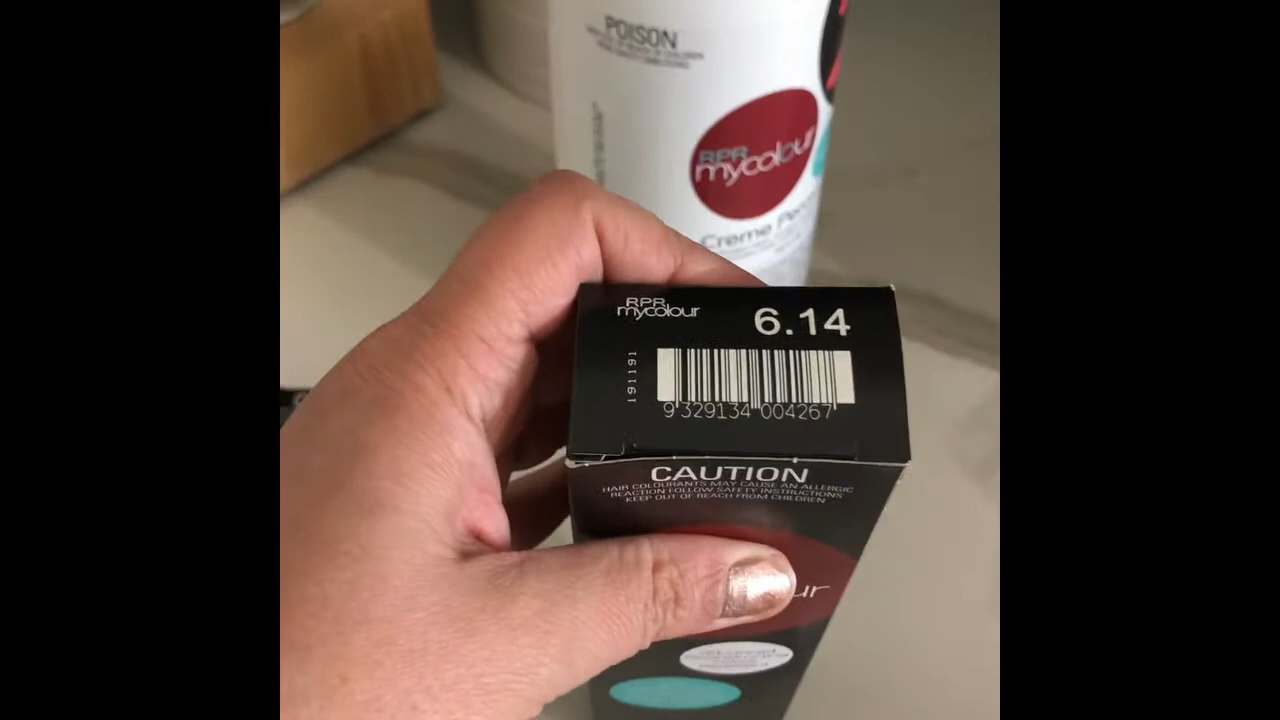 POISON
RPR
mycolour
Creme
RPR
mycolour
6.14
191191
9 329134 004267
CAUTION
HAIR COLOURANTS MAY CAUSE AN ALLERGIC
REACTION FOLLOW SAFETY INSTRUCTIONS
KEEP OUT OF REACH FROM CHILDREN
ur